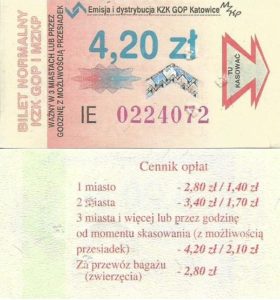 Emisja i dystrybucja KZK GOP Katowice
BILET NORMALNY
KZK GOP I MZKP
WAŻNY W 3 MIASTACH LUB PRZEZ
GODZINĘ Z MOŻLIWOŚCIĄ PRZESIADEK
4,20 zł
TU
KASOWAĆ
IE 0224072
Cennik opłat
1 miasto - 2,80 zł / 1,40 zł
2 miasta - 3,40 zł / 1,70 zł
3 miasta i więcej lub przez godzinę
od momentu skasowania (z możliwością
przesiadek) - 4,20 zł / 2,10 zł
Za przewóz bagażu
(zwierzęcia) - 2,80 zł